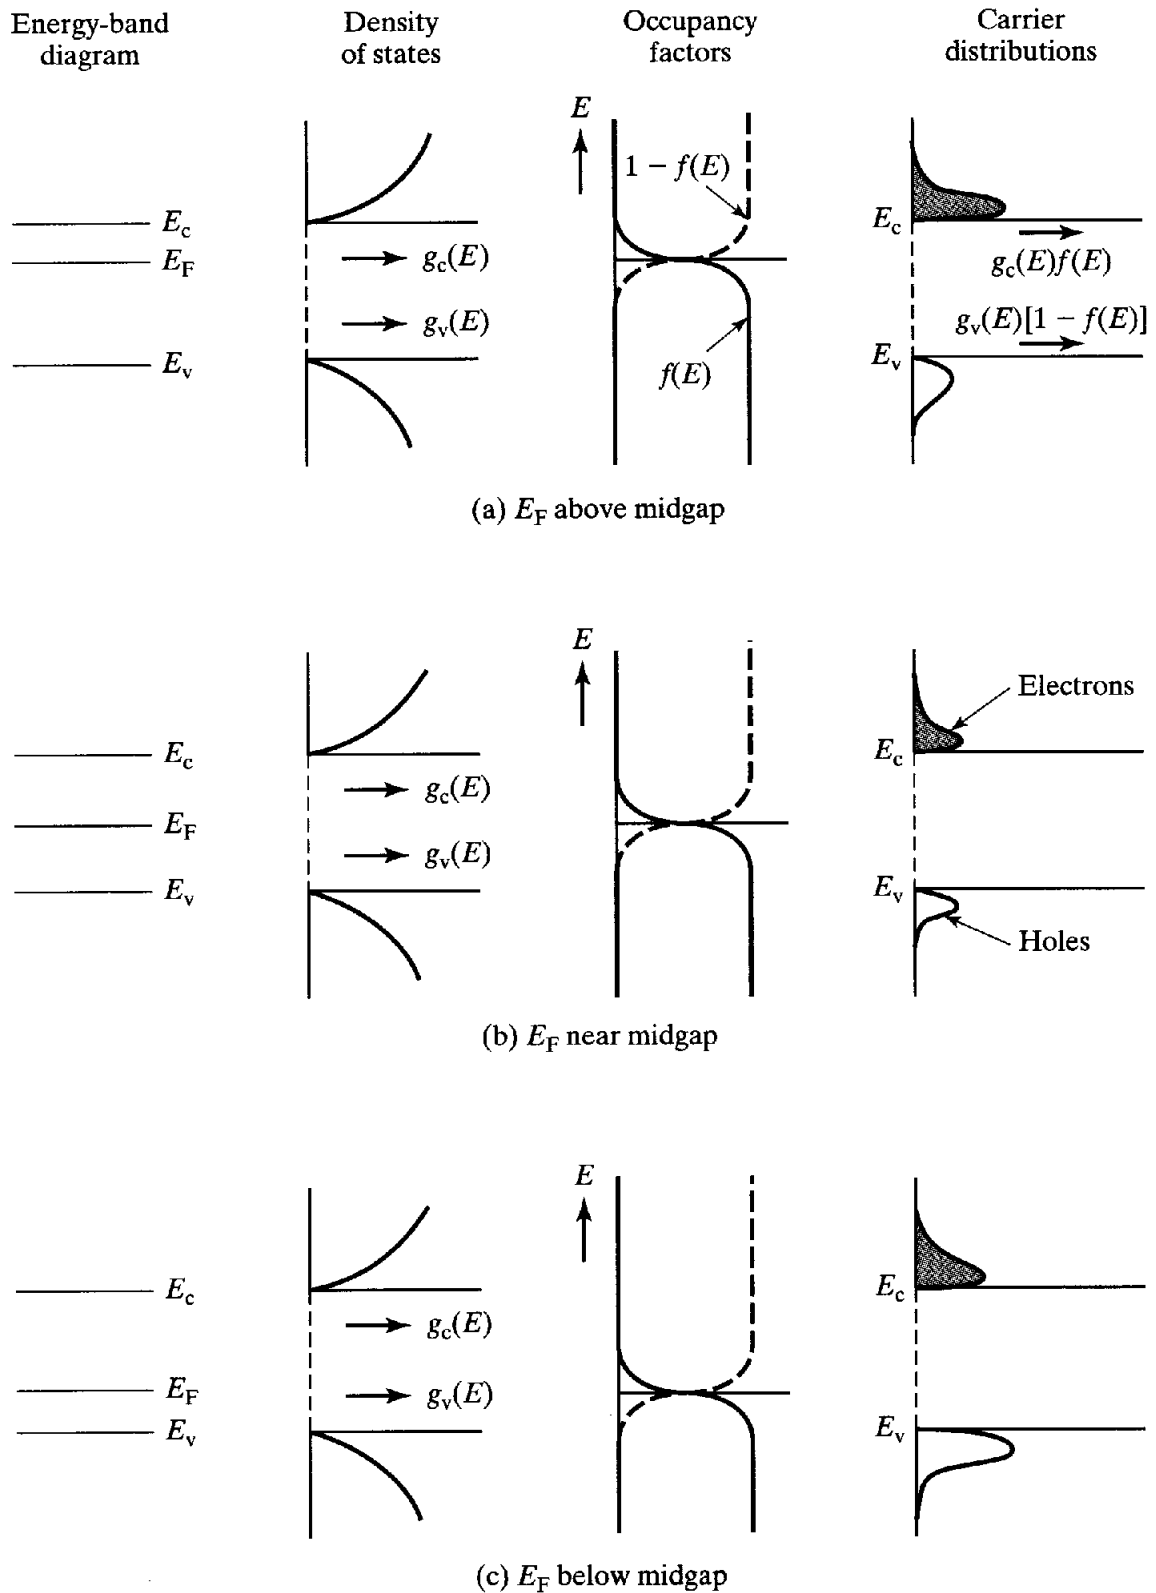 Energy-band
diagram
Density
of states
Occupancy
factors
Carrier
distributions
E
1 − f(E)
E_c
E_F
E_v
g_c(E)
g_v(E)
f(E)
E_c
g_c(E)f(E)
g_v(E)[1 − f(E)]
E_v
(a) E_F above midgap
E
E_c
E_F
E_v
g_c(E)
g_v(E)
Electrons
E_c
E_v
Holes
(b) E_F near midgap
E
E_c
E_F
E_v
g_c(E)
g_v(E)
E_c
E_v
(c) E_F below midgap